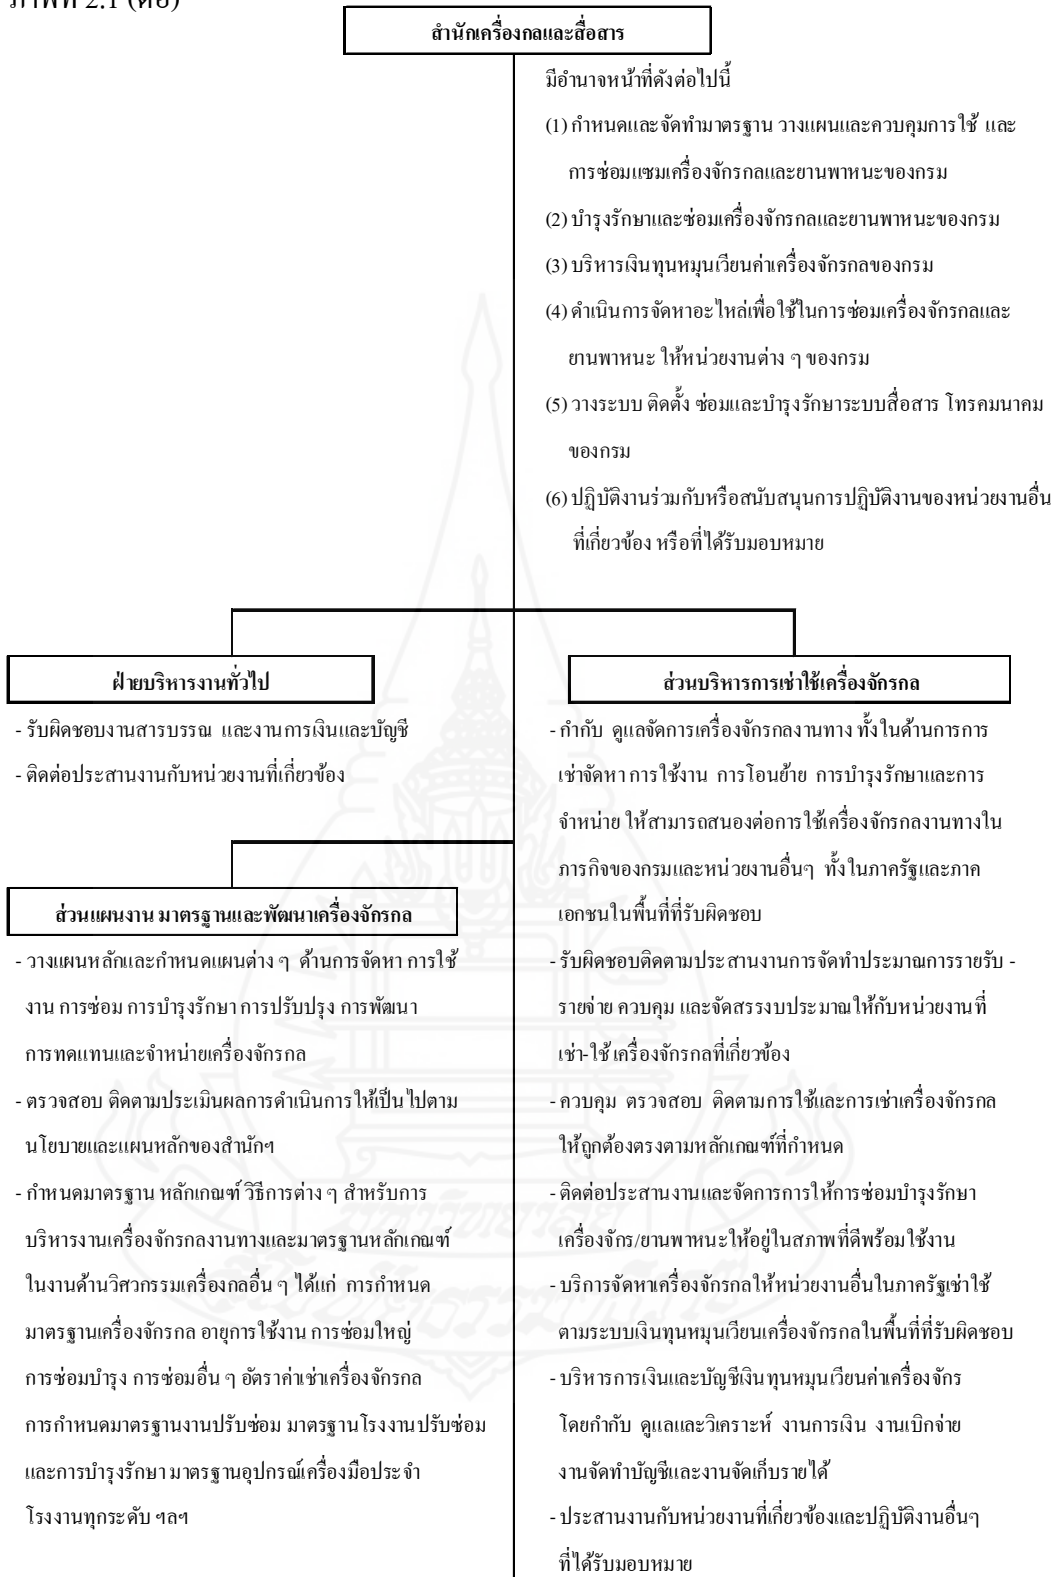 ภาพที่ 2.1 (ต่อ)
สำนักเครื่องกลและสื่อสาร
มีอำนาจหน้าที่ดังต่อไปนี้
(1) กำหนดและจัดทำมาตรฐาน วางแผนและควบคุมการใช้ และ
การซ่อมแซมเครื่องจักรกลและยานพาหนะของกรม
(2) บำรุงรักษาและซ่อมเครื่องจักรกลและยานพาหนะของกรม
(3) บริหารเงินทุนหมุนเวียนค่าเครื่องจักรกลของกรม
(4) ดำเนินการจัดหาอะไหล่เพื่อใช้ในการซ่อมเครื่องจักรกลและ
ยานพาหนะ ให้หน่วยงานต่าง ๆ ของกรม
(5) วางระบบ ติดตั้ง ซ่อมและบำรุงรักษาระบบสื่อสาร โทรคมนาคม
ของกรม
(6) ปฏิบัติงานร่วมกับหรือสนับสนุนการปฏิบัติงานของหน่วยงานอื่น
ที่เกี่ยวข้อง หรือที่ได้รับมอบหมาย
ฝ่ายบริหารงานทั่วไป
- รับผิดชอบงานสารบรรณ และงานการเงินและบัญชี
- ติดต่อประสานงานกับหน่วยงานที่เกี่ยวข้อง
ส่วนแผนงาน มาตรฐานและพัฒนาเครื่องจักรกล
- วางแผนหลักและกำหนดแผนต่าง ๆ ด้านการจัดหา การใช้
งาน การซ่อม การบำรุงรักษา การปรับปรุง การพัฒนา
การทดแทนและจำหน่ายเครื่องจักรกล
- ตรวจสอบ ติดตามประเมินผลการดำเนินการให้เป็นไปตาม
นโยบายและแผนหลักของสำนักฯ
- กำหนดมาตรฐาน หลักเกณฑ์ วิธีการต่าง ๆ สำหรับการ
บริหารงานเครื่องจักรกลงานทางและมาตรฐานหลักเกณฑ์
ในงานด้านวิศวกรรมเครื่องกลอื่น ๆ ได้แก่ การกำหนด
มาตรฐานเครื่องจักรกล อายุการใช้งาน การซ่อมใหญ่
การซ่อมบำรุง การซ่อมอื่น ๆ อัตราค่าเช่าเครื่องจักรกล
การกำหนดมาตรฐานงานปรับซ่อม มาตรฐานโรงงานปรับซ่อม
และการบำรุงรักษา มาตรฐานอุปกรณ์เครื่องมือประจำ
โรงงานทุกระดับ ฯลฯ
ส่วนบริหารการเช่าใช้เครื่องจักรกล
- กำกับ ดูแลจัดการเครื่องจักรกลงานทาง ทั้งในด้านการการ
เช่าจัดหา การใช้งาน การโอนย้าย การบำรุงรักษาและการ
จำหน่าย ให้สามารถสนองต่อการใช้เครื่องจักรกลงานทางใน
ภารกิจของกรมและหน่วยงานอื่นๆ ทั้งในภาครัฐและภาค
เอกชนในพื้นที่ที่รับผิดชอบ
- รับผิดชอบติดตามประสานงานการจัดทำประมาณการรายรับ -
รายจ่าย ควบคุม และจัดสรรงบประมาณให้กับหน่วยงานที่
เช่า-ใช้ เครื่องจักรกลที่เกี่ยวข้อง
- ควบคุม ตรวจสอบ ติดตามการใช้และการเช่าเครื่องจักรกล
ให้ถูกต้องตรงตามหลักเกณฑ์ที่กำหนด
- ติดต่อประสานงานและจัดการการให้การซ่อมบำรุงรักษา
เครื่องจักร/ยานพาหนะให้อยู่ในสภาพที่ดีพร้อมใช้งาน
- บริการจัดหาเครื่องจักรกลให้หน่วยงานอื่นในภาครัฐเช่าใช้
ตามระบบเงินทุนหมุนเวียนเครื่องจักรกลในพื้นที่ที่รับผิดชอบ
- บริหารการเงินและบัญชีเงินทุนหมุนเวียนค่าเครื่องจักร
โดยกำกับ ดูแลและวิเคราะห์ งานการเงิน งานเบิกจ่าย
งานจัดทำบัญชีและงานจัดเก็บรายได้
- ประสานงานกับหน่วยงานที่เกี่ยวข้องและปฏิบัติงานอื่นๆ
ที่ได้รับมอบหมาย